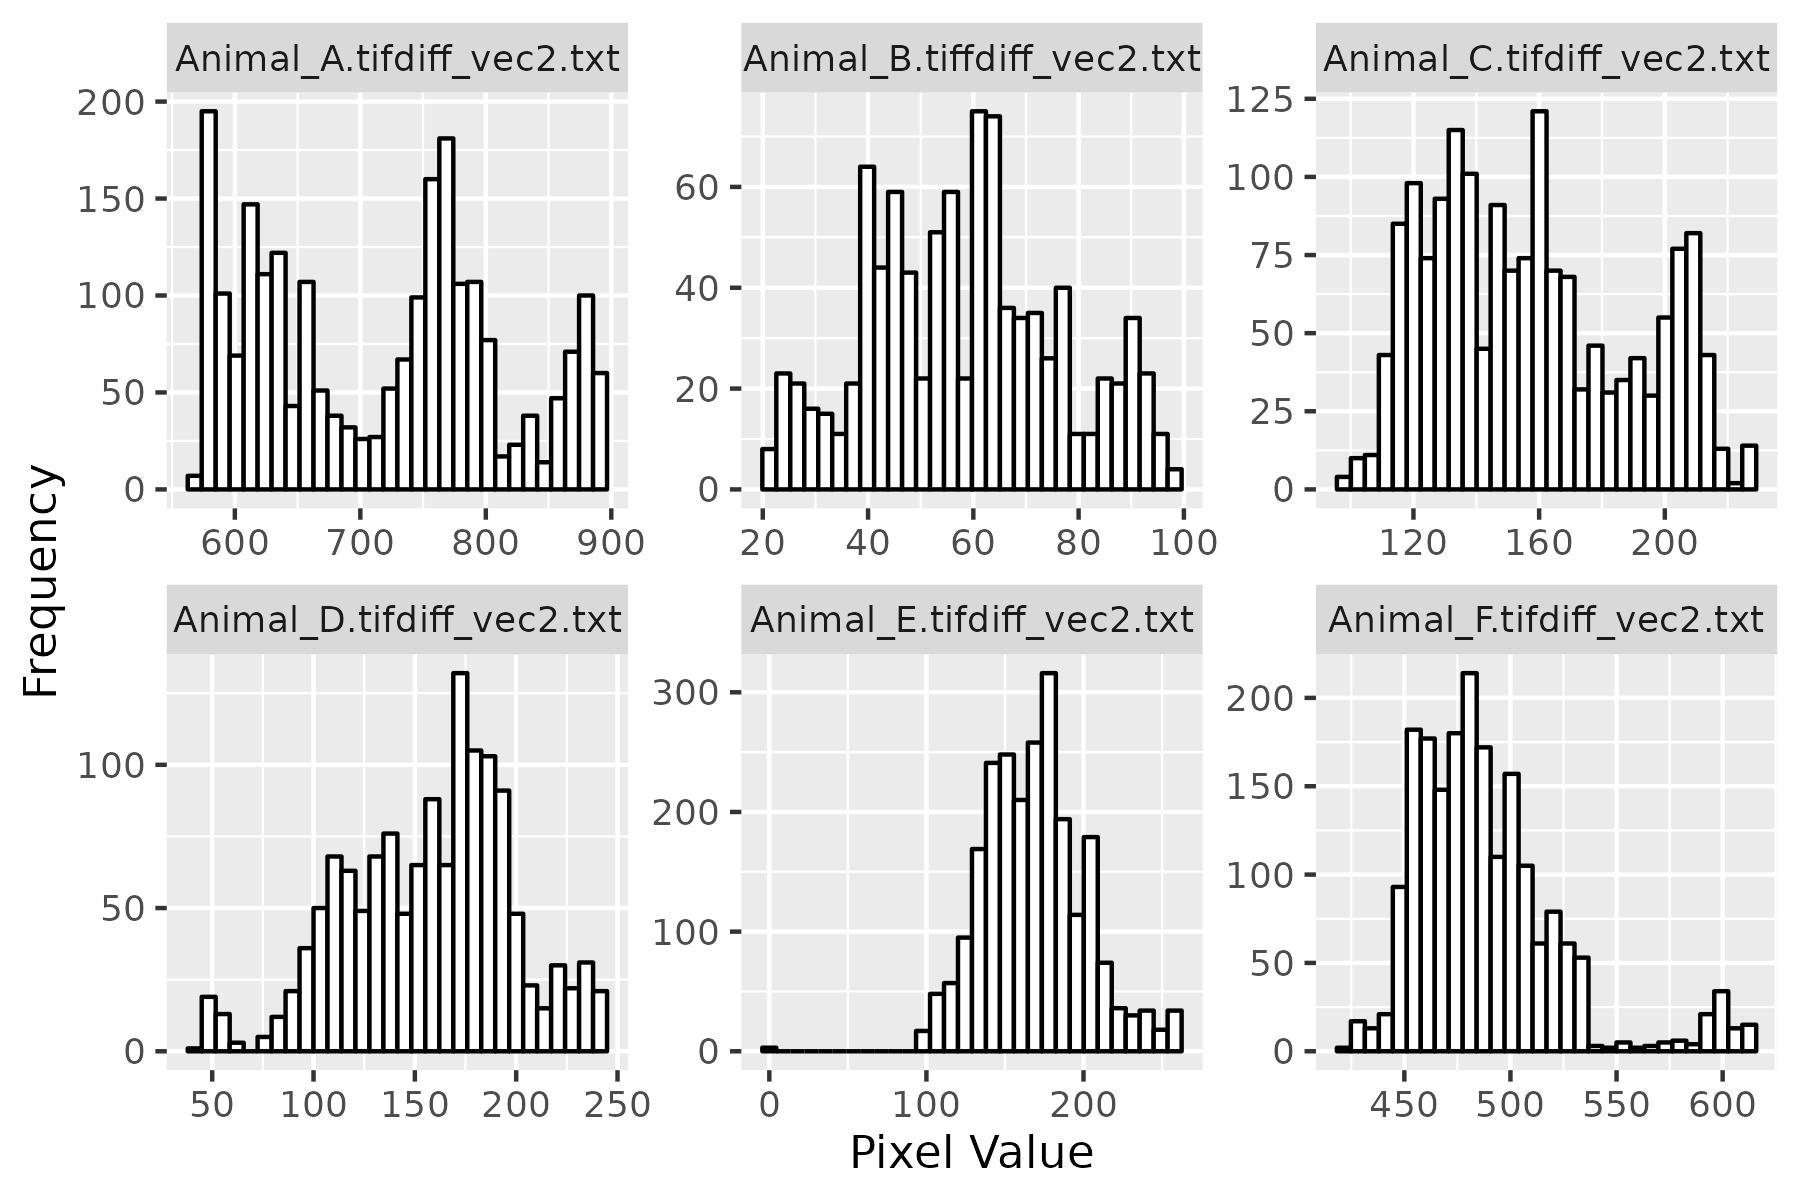 Animal_A.tifdiff_vec2.txt
Animal_B.tiffdiff_vec2.txt
Animal_C.tifdiff_vec2.txt
200
150
100
50
0
600 700 800 900
60
40
20
0
20 40 60 80 100
125
100
75
50
25
0
120 160 200
Animal_D.tifdiff_vec2.txt
Animal_E.tifdiff_vec2.txt
Animal_F.tifdiff_vec2.txt
100
50
0
50 100 150 200 250
300
200
100
0
0 100 200
200
150
100
50
0
450 500 550 600
Frequency
Pixel Value